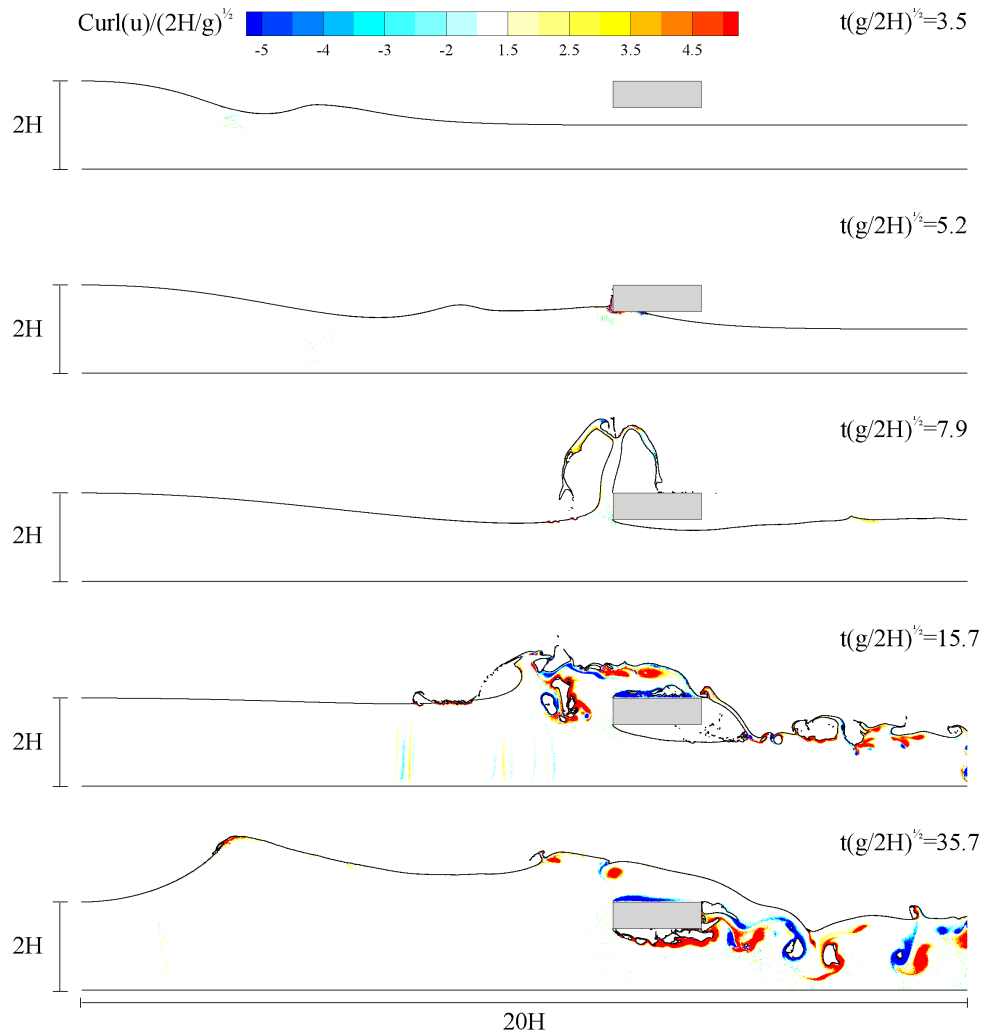 Curl(u)/(2H/g)^½ t(g/2H)^½=3.5
-5 -4 -3 -2 1.5 2.5 3.5 4.5
2H
t(g/2H)^½=5.2
2H
t(g/2H)^½=7.9
2H
t(g/2H)^½=15.7
2H
t(g/2H)^½=35.7
2H
20H